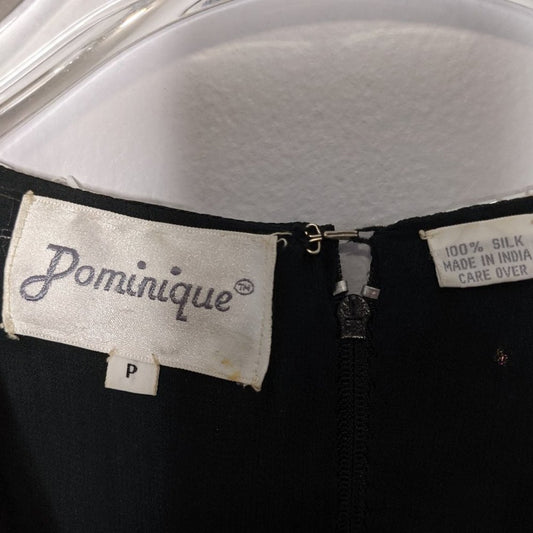 Dominique™
P
100% SILK
MADE IN INDIA
CARE OVER